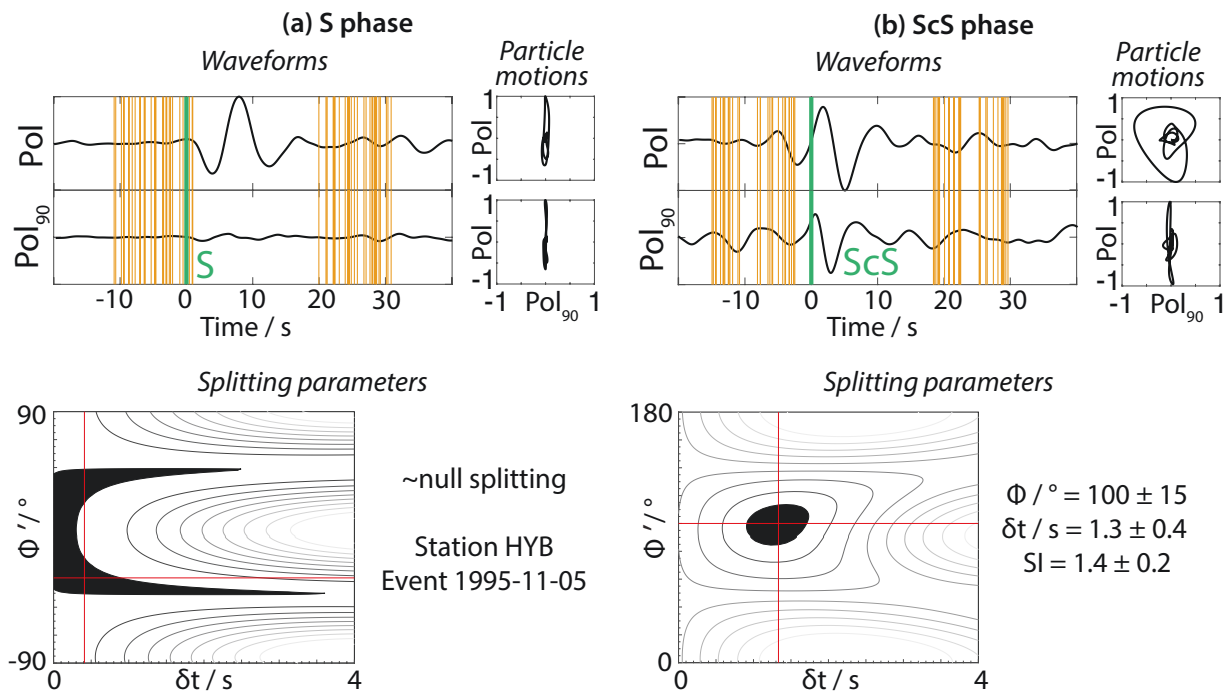 (a) S phase
Waveforms
Particle
motions
Pol
Pol90
S
-10 0 10 20 30
Time / s
1
Pol
-1
1
Pol
-1
-1 Pol90 1
Splitting parameters
90
Φ ′/ °
-90
0 δt / s 4
~null splitting
Station HYB
Event 1995-11-05
(b) ScS phase
Waveforms
Particle
motions
Pol
Pol90
ScS
-10 0 10 20 30
Time / s
1
Pol
-1
1
Pol
-1
-1 Pol90 1
Splitting parameters
180
Φ ′/ °
0
0 δt / s 4
Φ / ° = 100 ± 15
δt / s = 1.3 ± 0.4
SI = 1.4 ± 0.2